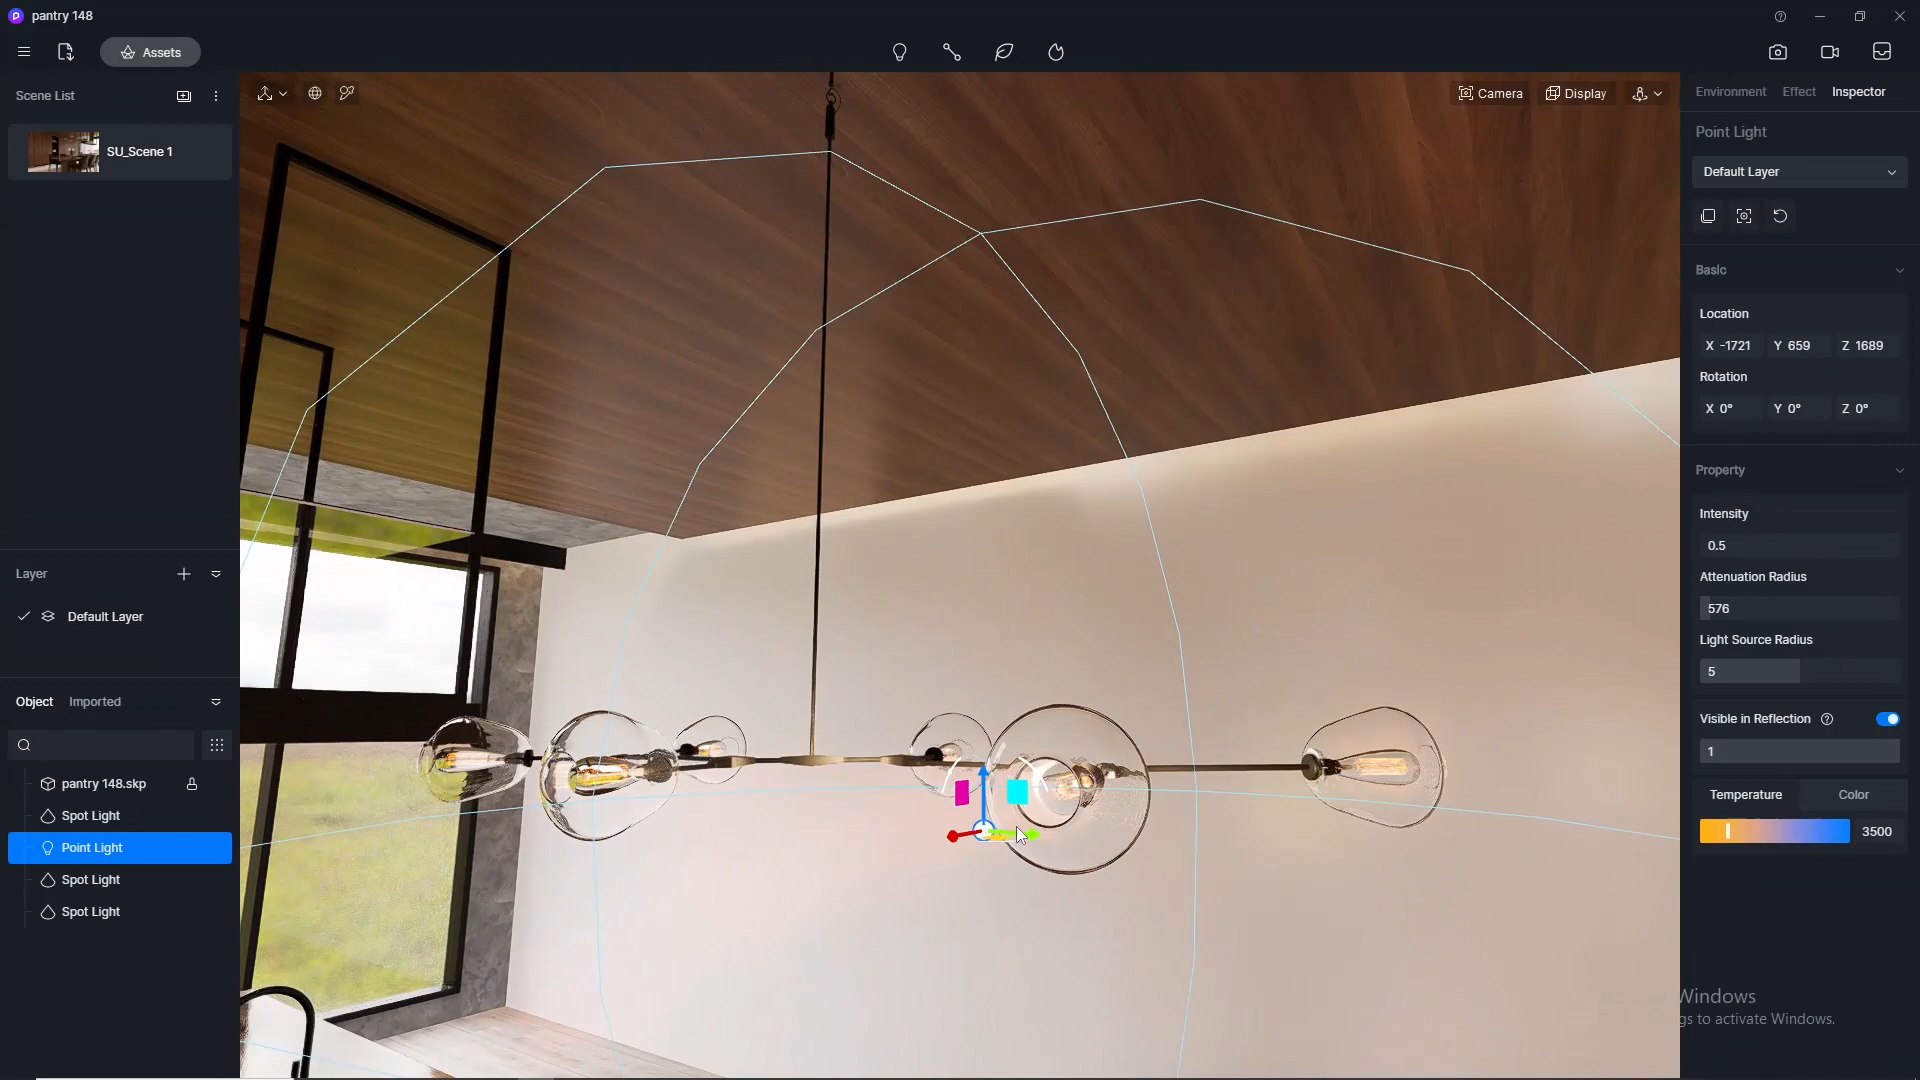 pantry 148
Assets
Scene List
SU_Scene 1
Layer
Default Layer
Object Imported
pantry 148.skp
Spot Light
Point Light
Spot Light
Spot Light
Camera Display
Environment Effect Inspector
Point Light
Default Layer
Basic
Location
X -1721 Y 659 Z 1689
Rotation
X 0° Y 0° Z 0°
Property
Intensity
0.5
Attenuation Radius
576
Light Source Radius
5
Visible in Reflection
1
Temperature Color
3500
Windows
gs to activate Windows.